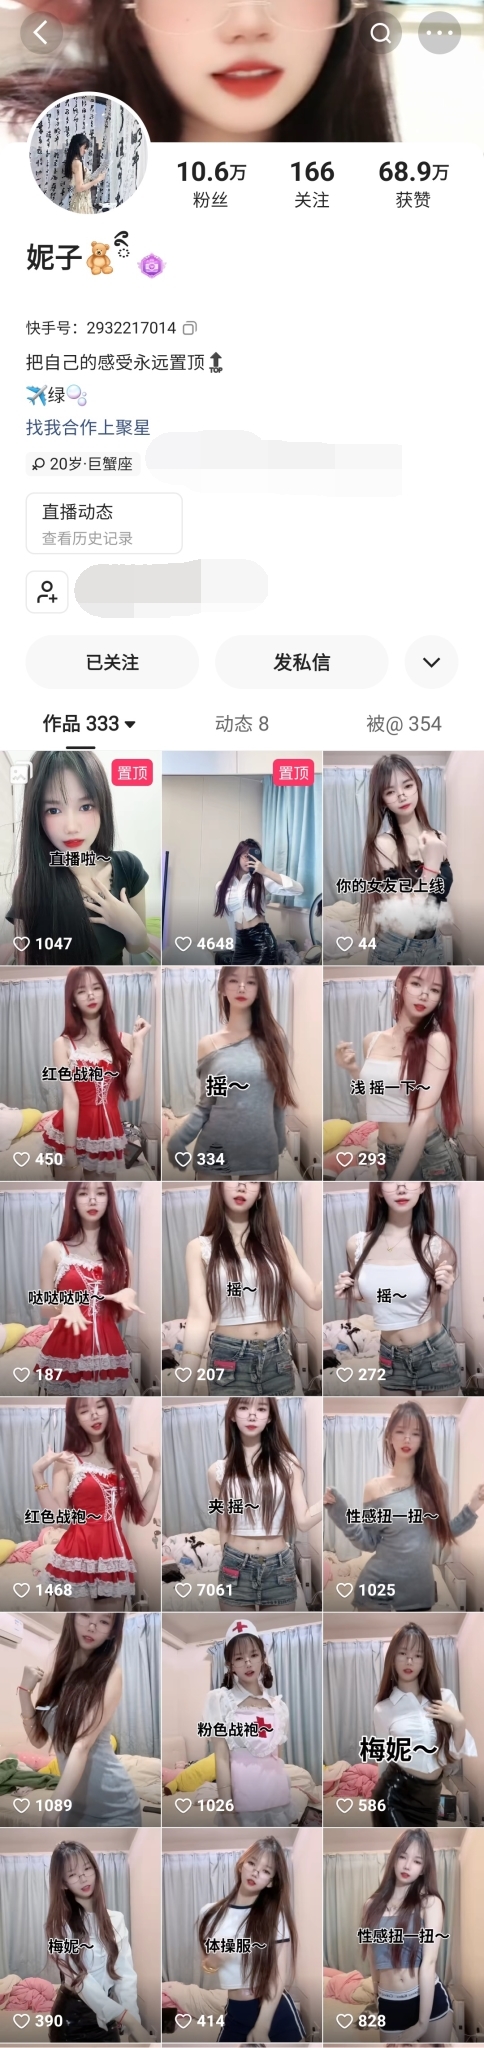 10.6万
粉丝
166
关注
68.9万
获赞
妮子🧸
快手号：2932217014
把自己的感受永远置顶🔝
✈️绿🫧
找我合作上聚星
20岁·巨蟹座
直播动态
查看历史记录
已关注
发私信
作品 333
动态 8
被@ 354
置顶
直播啦～
1047
置顶
4648
你的女友已上线
44
红色战袍～
450
摇～
334
浅 摇一下～
293
哒哒哒哒～
187
摇～
207
摇～
272
红色战袍～
1468
夹 摇～
7061
性感扭一扭～
1025
1089
粉色战袍～
1026
梅妮～
586
梅妮～
390
体操服～
414
性感扭一扭～
828